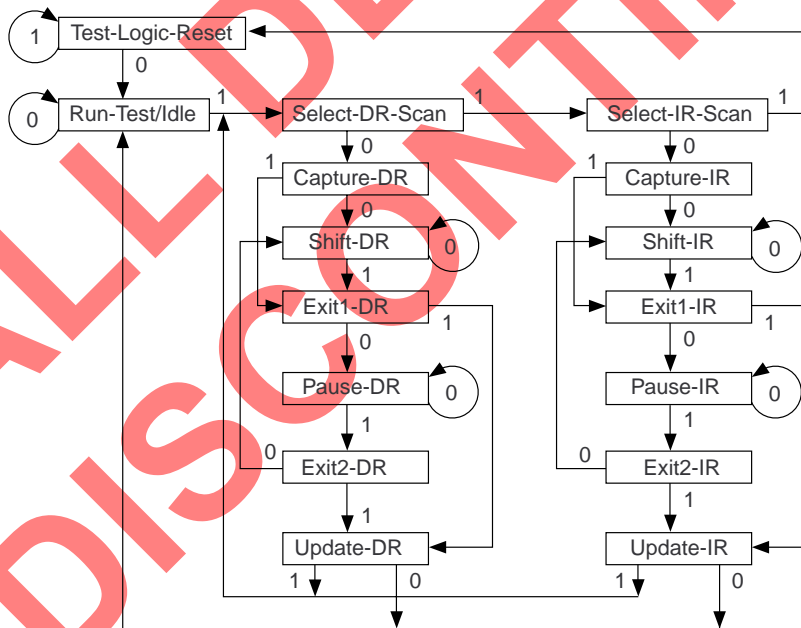 1 Test-Logic-Reset
0
0 Run-Test/Idle 1 Select-DR-Scan 1 Select-IR-Scan 1
0 0
1 Capture-DR 1 Capture-IR
0 0
Shift-DR 0 Shift-IR 0
1 1
Exit1-DR 1 Exit1-IR 1
0 0
Pause-DR 0 Pause-IR 0
1 1
0 Exit2-DR 0 Exit2-IR
1 1
Update-DR Update-IR
1 0 1 0
ALL DE
DISCONTIN